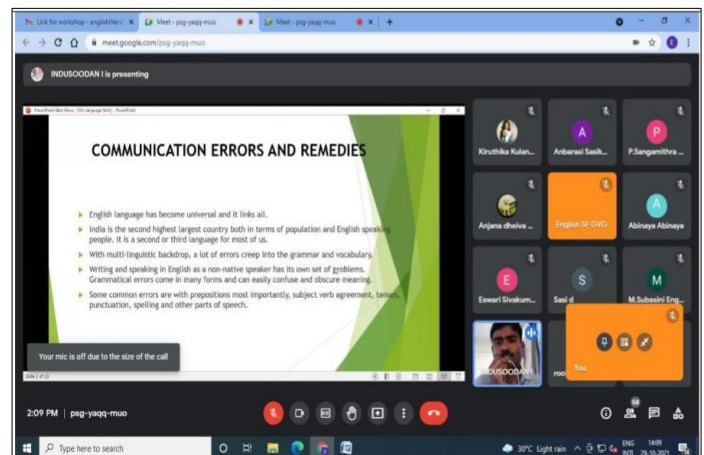 Link for workshop - englishliterat
Meet - psg-yaqq-muo
Meet - psg-yaqq-muo
meet.google.com/psg-yaqq-muo
INDUSOODAN I is presenting
COMMUNICATION ERRORS AND REMEDIES
English language has become universal and it links all.
India is the second highest largest country both in terms of population and English speaking
people. It is a second or third language for most of us.
With multi-linguistic backdrop, a lot of errors creep into the grammar and vocabulary.
Writing and speaking in English as a non-native speaker has its own set of problems.
Grammatical errors come in many forms and can easily confuse and obscure meaning.
Some common errors are with prepositions most importantly, subject verb agreement, tenses,
punctuation, spelling and other parts of speech.
Your mic is off due to the size of the call
Slide 2 of 23
Kiruthika Kulan...
A
Anbarasi Sasik...
P
P.Sangamithra ...
Anjana dheiva ...
English SF GVG
A
Abinaya Abinaya
E
Eswari Sivakum...
S
Sasi d
M
M.Subasini Eng...
INDUSOODAN I
roo
You
2:09 PM | psg-yaqq-muo
58
Type here to search
30°C Light rain
ENG
INTL
14:09
29-10-2021